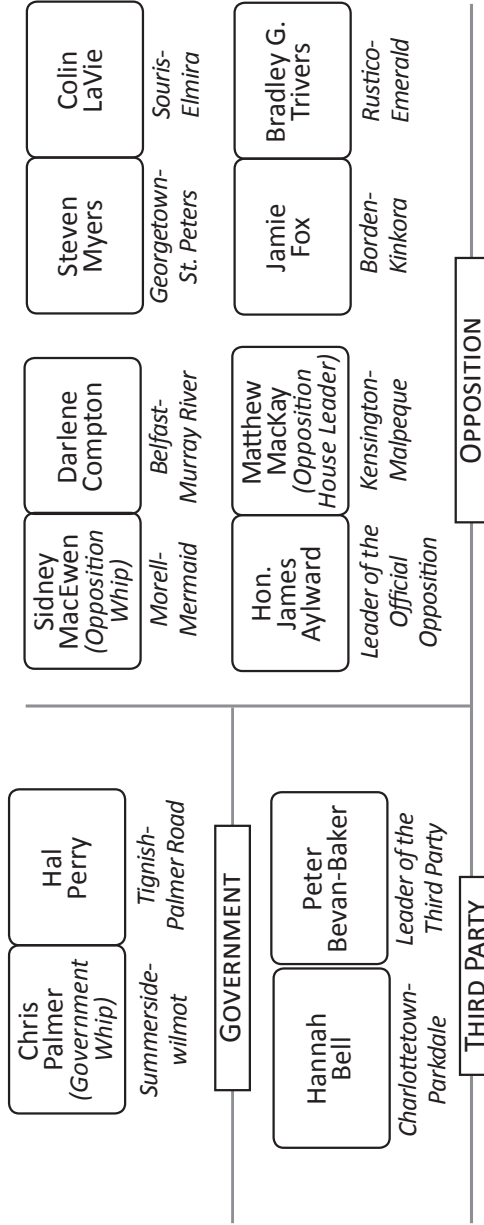 Chris
Palmer
(Government
Whip)
Summerside-
wilmot
Hal
Perry
Tignish-
Palmer Road
GOVERNMENT
Hannah
Bell
Charlottetown-
Parkdale
Peter
Bevan-Baker
Leader of the
Third Party
THIRD PARTY
Sidney
MacEwen
(Opposition
Whip)
Morell-
Mermaid
Darlene
Compton
Belfast-
Murray River
Steven
Myers
Georgetown-
St. Peters
Colin
LaVie
Souris-
Elmira
Hon.
James
Aylward
Leader of the
Official
Opposition
Matthew
MacKay
(Opposition
House Leader)
Kensington-
Malpeque
Jamie
Fox
Borden-
Kinkora
Bradley G.
Trivers
Rustico-
Emerald
OPPOSITION